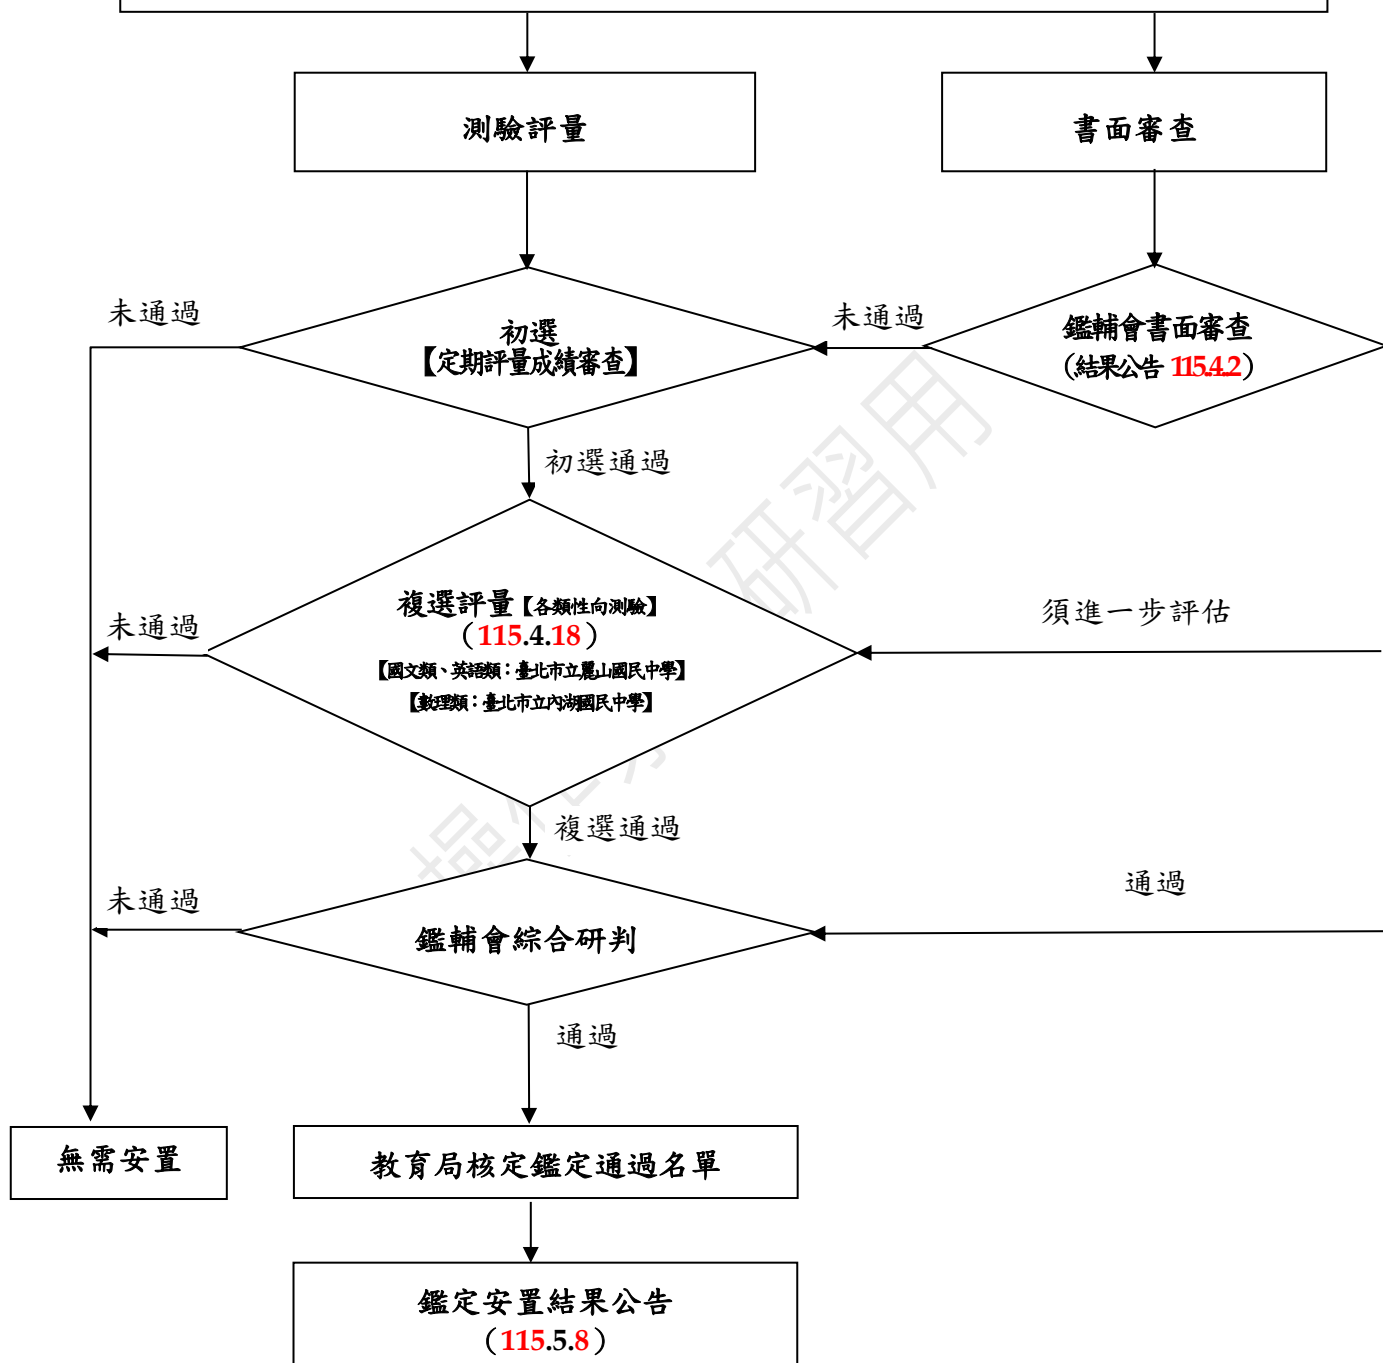 測驗評量
書面審查
未通過
初選
【定期評量成績審查】
未通過
鑑輔會書面審查
(結果公告 115.4.2)
初選通過
未通過
複選評量【各類性向測驗】
（115.4.18）
【國文類、英語類：臺北市立麗山國民中學】
【數理類：臺北市立內湖國民中學】
須進一步評估
複選通過
未通過
鑑輔會綜合研判
通過
通過
無需安置
教育局核定鑑定通過名單
鑑定安置結果公告
（115.5.8）
研習用